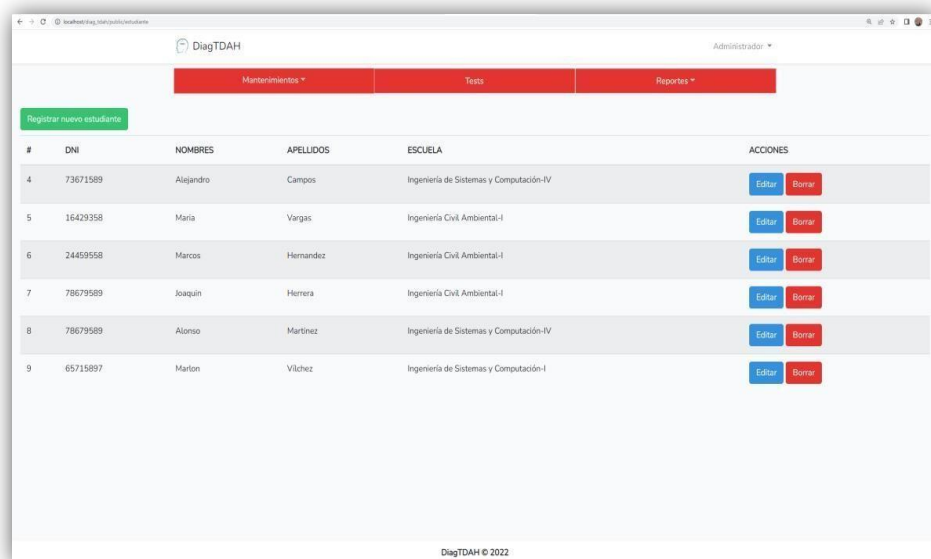 localhost/diag_tdah/public/estudiante
DiagTDAH
Administrador
Mantenimientos
Tests
Reportes
Registrar nuevo estudiante
# DNI NOMBRES APELLIDOS ESCUELA ACCIONES
4 73671589 Alejandro Campos Ingeniería de Sistemas y Computación-IV Editar Borrar
5 16429358 Maria Vargas Ingeniería Civil Ambiental-I Editar Borrar
6 24459558 Marcos Hernandez Ingeniería Civil Ambiental-I Editar Borrar
7 78679589 Joaquin Herrera Ingeniería Civil Ambiental-I Editar Borrar
8 78679589 Alonso Martinez Ingeniería de Sistemas y Computación-IV Editar Borrar
9 65715897 Marlon Vilchez Ingeniería de Sistemas y Computación-I Editar Borrar
DiagTDAH © 2022